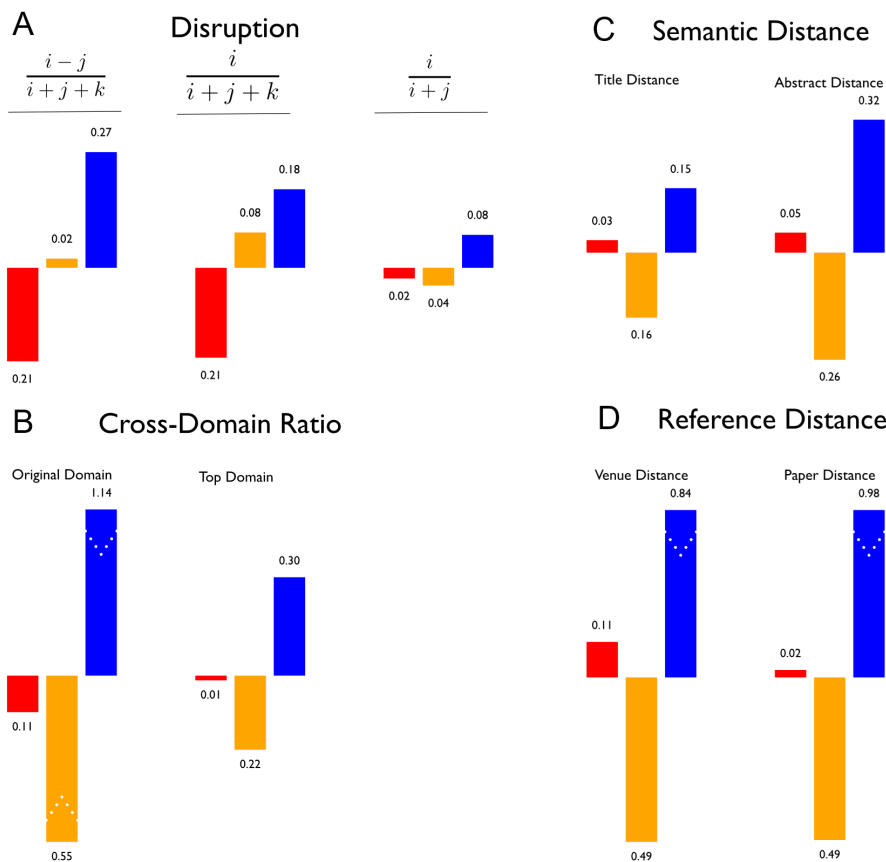 A
Disruption
i − j
i + j + k
i
i + j + k
i
i + j
0.27
0.02
0.21
0.18
0.08
0.21
0.08
0.02
0.04
C
Semantic Distance
Title Distance
0.15
0.03
0.16
Abstract Distance
0.32
0.05
0.26
B
Cross-Domain Ratio
Original Domain
1.14
0.11
0.55
Top Domain
0.30
0.01
0.22
D
Reference Distance
Venue Distance
0.84
0.11
0.49
Paper Distance
0.98
0.02
0.49